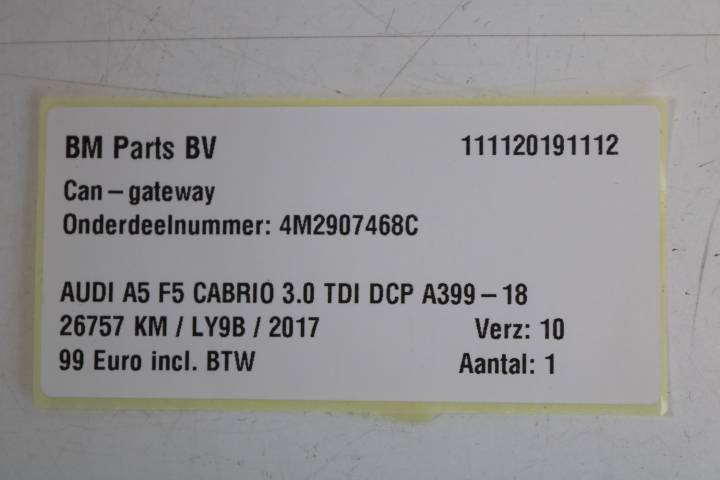 BM Parts BV 111120191112
Can-gateway
Onderdeelnummer: 4M2907468C
AUDI A5 F5 CABRIO 3.0 TDI DCP A399-18
26757 KM / LY9B / 2017 Verz: 10
99 Euro incl. BTW Aantal: 1